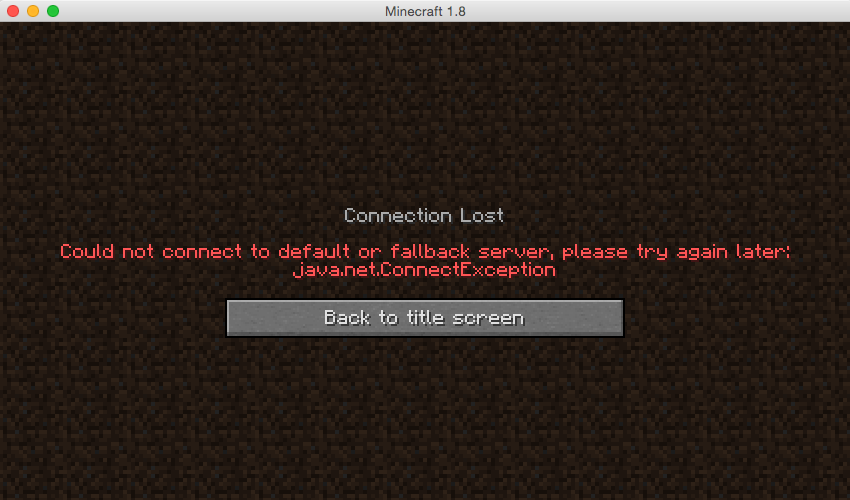 Minecraft 1.8
Connection Lost
Could not connect to default or fallback server, please try again later:
java.net.ConnectException
Back to title screen